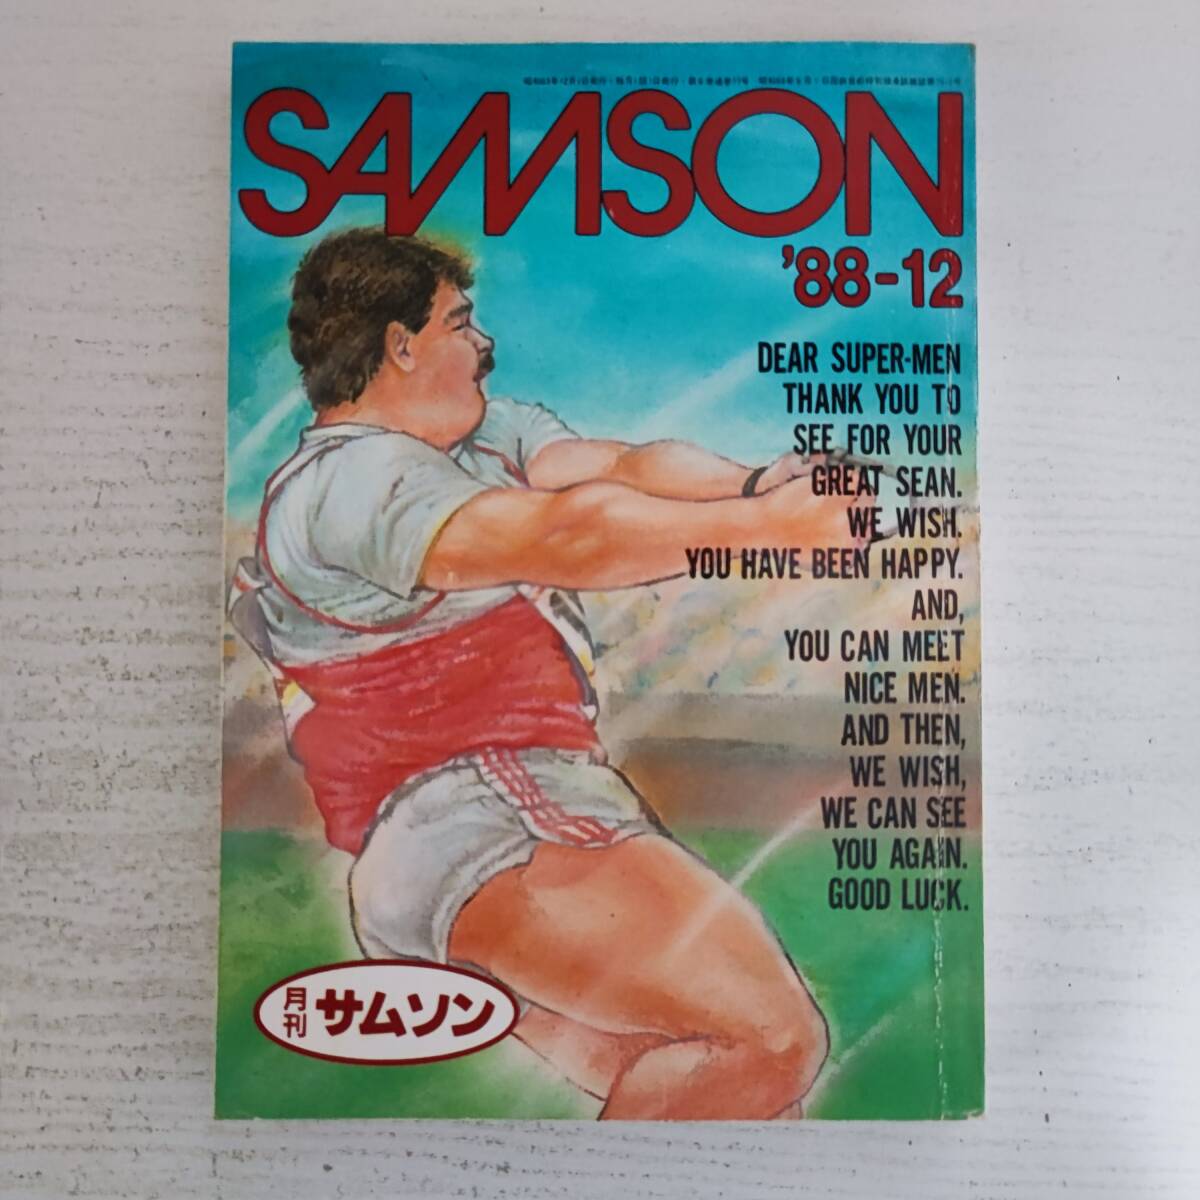 SAMSON
'88-12
DEAR SUPER-MEN
THANK YOU TO
SEE FOR YOUR
GREAT SEAN.
WE WISH.
YOU HAVE BEEN HAPPY.
AND,
YOU CAN MEET
NICE MEN.
AND THEN,
WE WISH,
WE CAN SEE
YOU AGAIN.
GOOD LUCK.
月刊 サムソン